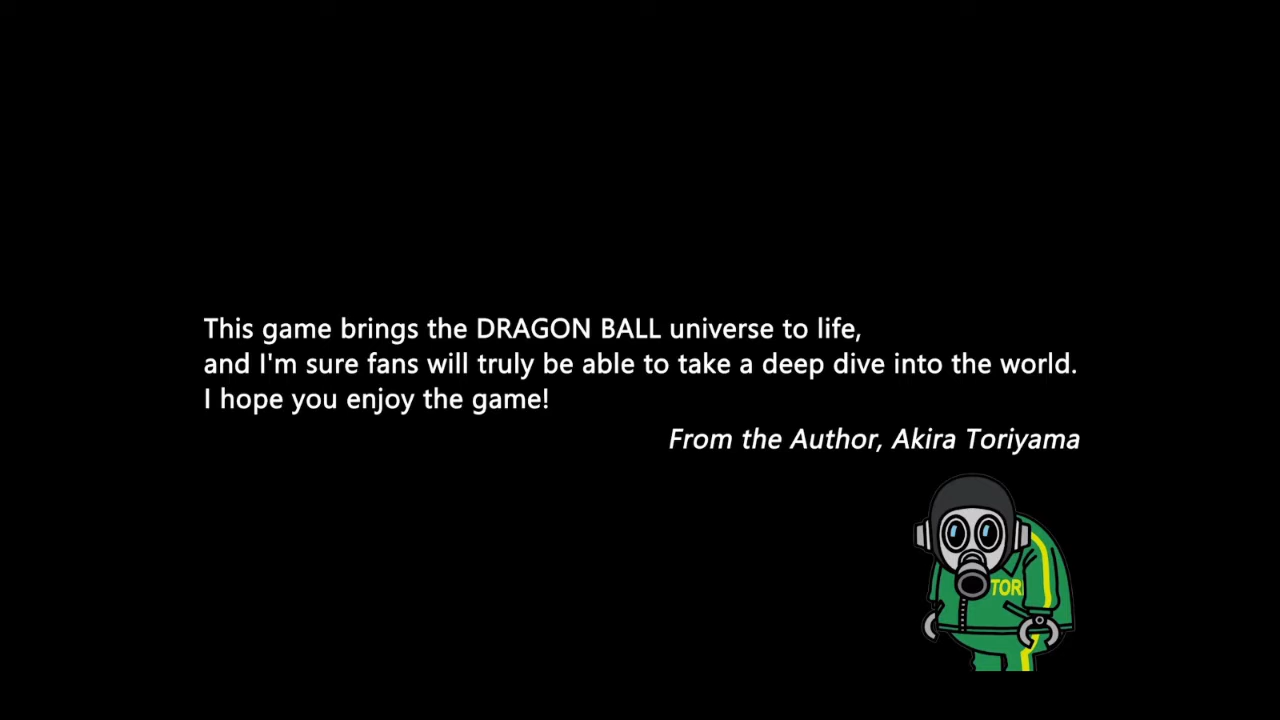 This game brings the DRAGON BALL universe to life,
and I'm sure fans will truly be able to take a deep dive into the world.
I hope you enjoy the game!
From the Author, Akira Toriyama
TORI